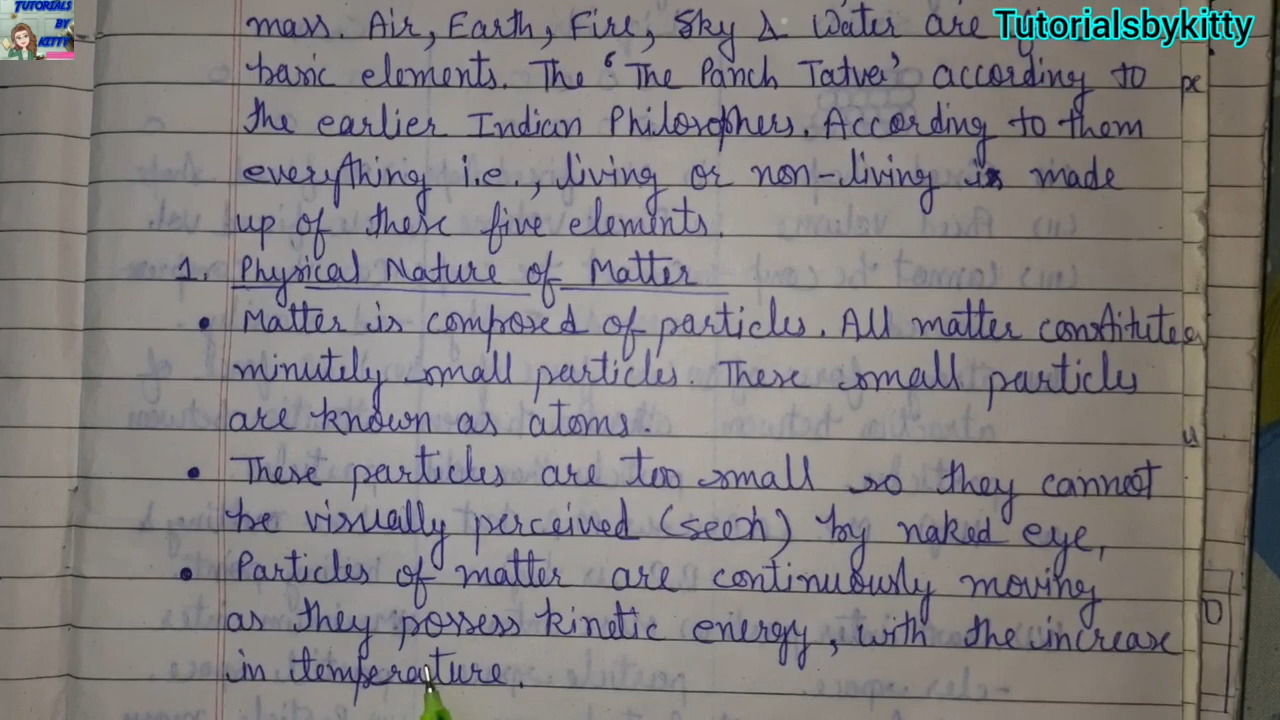 TUTORIALS
BY
KITTY
Tutorialsbykitty
mass. Air, Earth, Fire, Sky & Water are
basic elements. The 'The Panch Tatva' according to
the earlier Indian Philosophers. According to them
everything i.e., living or non-living is made
up of these five elements.
1. Physical Nature of Matter
• Matter is composed of particles. All matter constitutes
minutely small particles. These small particles
are known as atoms.
• These particles are too small so they cannot
be visually perceived (seen) by naked eye,
• Particles of matter are continuously moving
as they possess kinetic energy, with the increase
in temperature.